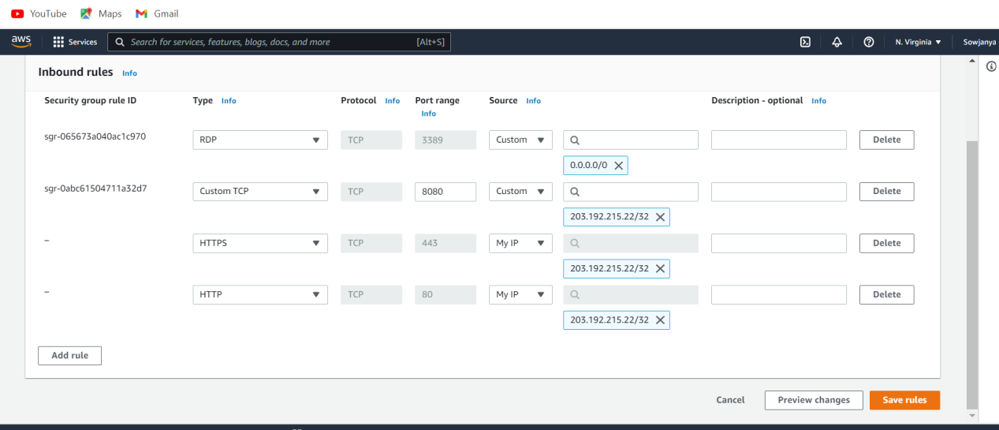 YouTube Maps Gmail
aws Services Search for services, features, blogs, docs, and more [Alt+S] N. Virginia Sowjanya
Inbound rules Info
Security group rule ID Type Info Protocol Info Port range Info Source Info Description - optional Info
sgr-065673a040ac1c970 RDP TCP 3389 Custom Delete
0.0.0.0/0
sgr-0abc61504711a32d7 Custom TCP TCP 8080 Custom Delete
203.192.215.22/32
– HTTPS TCP 443 My IP Delete
203.192.215.22/32
– HTTP TCP 80 My IP Delete
203.192.215.22/32
Add rule
Cancel Preview changes Save rules